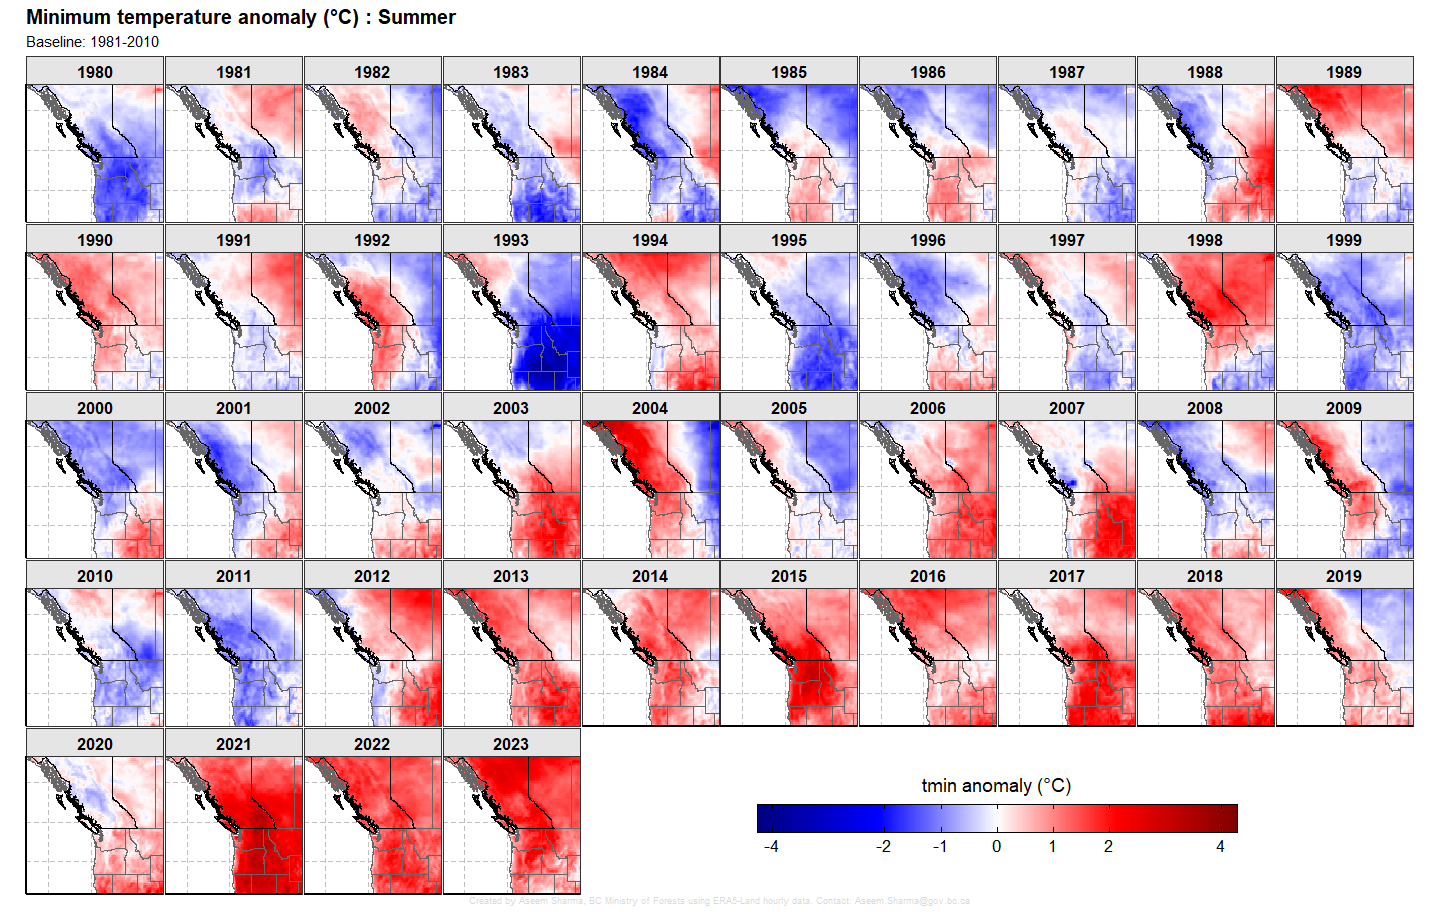 Minimum temperature anomaly (°C) : Summer
Baseline: 1981-2010
1980 1981 1982 1983 1984 1985 1986 1987 1988 1989
1990 1991 1992 1993 1994 1995 1996 1997 1998 1999
2000 2001 2002 2003 2004 2005 2006 2007 2008 2009
2010 2011 2012 2013 2014 2015 2016 2017 2018 2019
2020 2021 2022 2023
tmin anomaly (°C)
-4 -2 -1 0 1 2 4
Created by Aseem Sharma, BC Ministry of Forests using ERA5-Land hourly data. Contact: Aseem.Sharma@gov.bc.ca